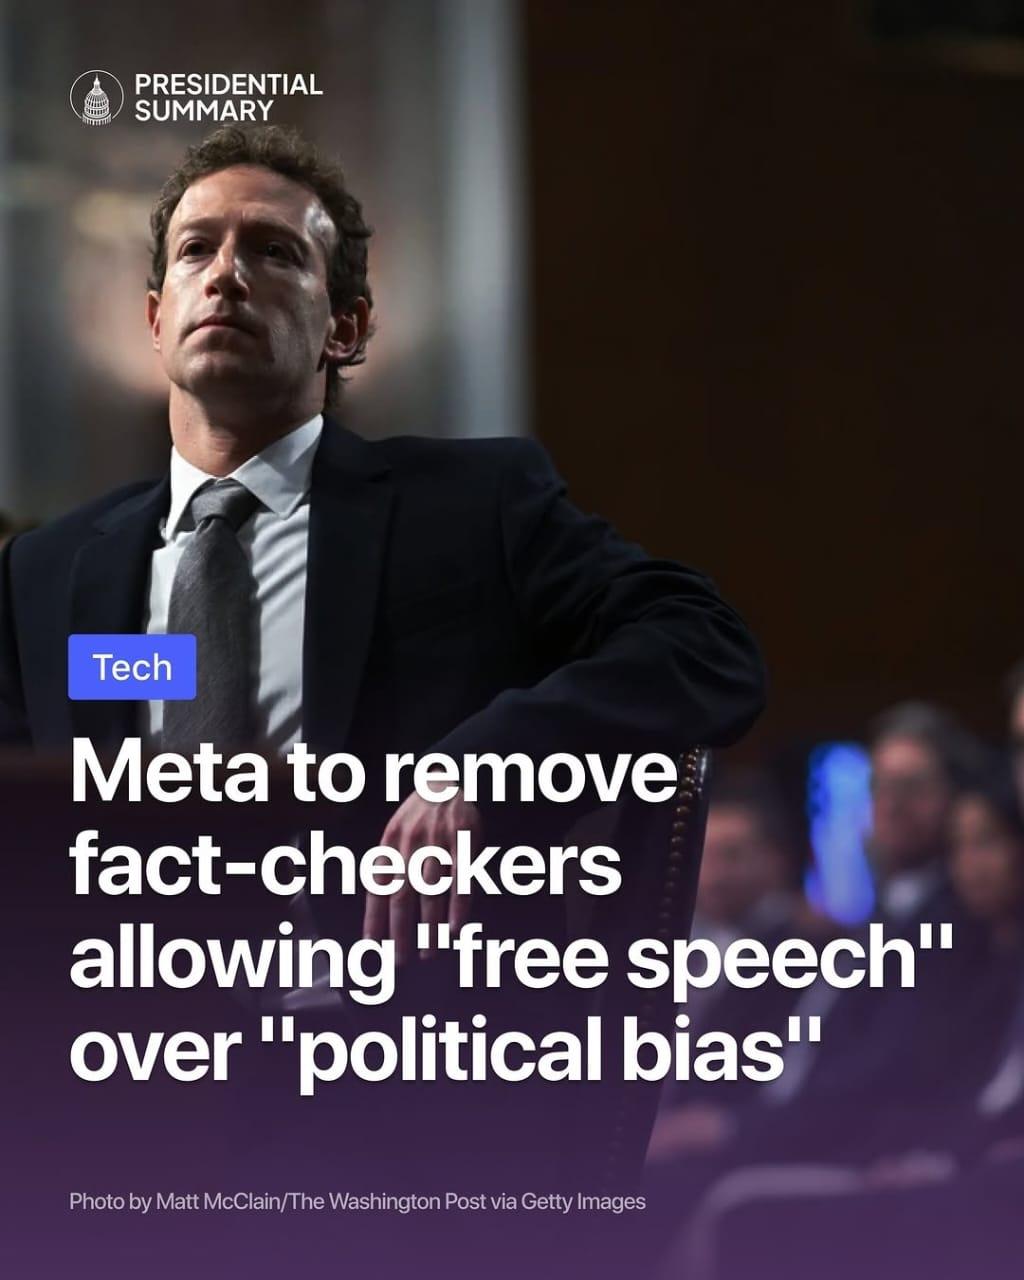 PRESIDENTIAL
SUMMARY
Tech
Meta to remove
fact-checkers
allowing "free speech"
over "political bias"
Photo by Matt McClain/The Washington Post via Getty Images